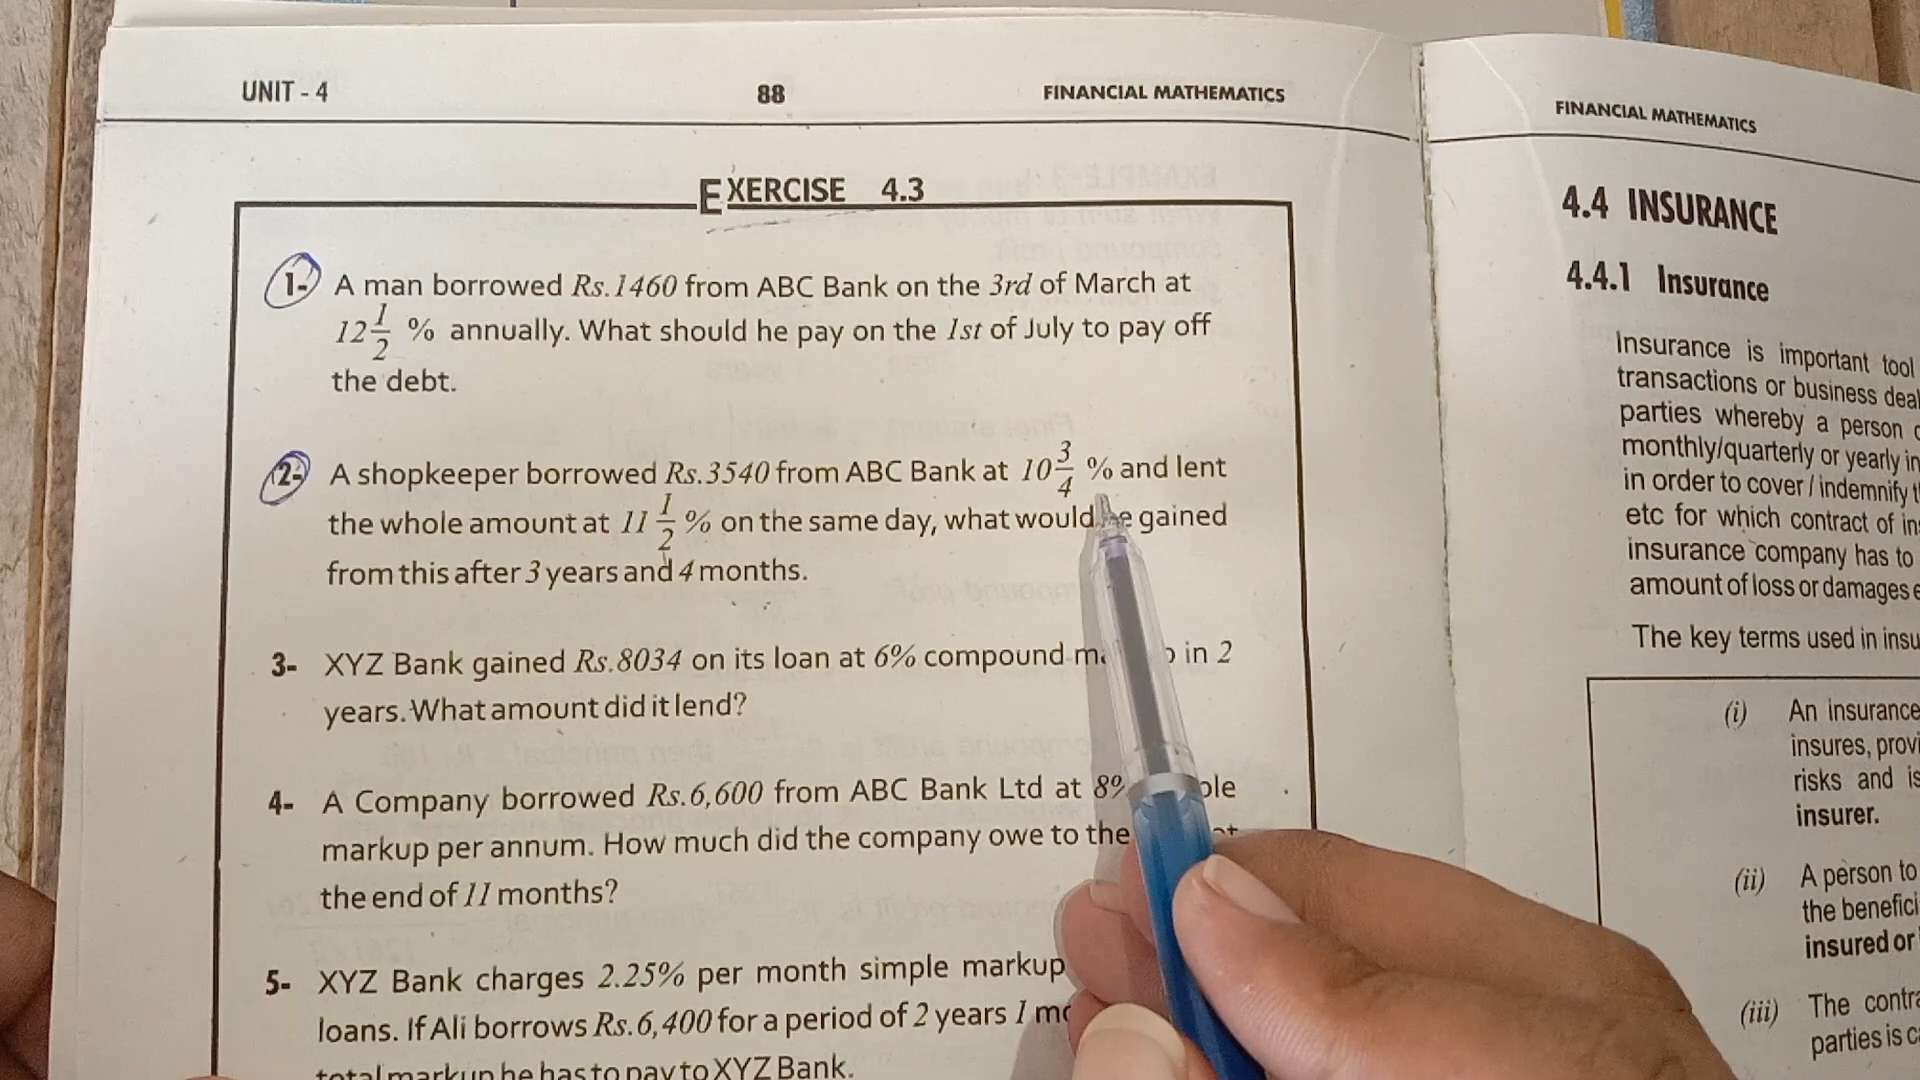 UNIT - 4 88 FINANCIAL MATHEMATICS
EXERCISE 4.3
1- A man borrowed Rs.1460 from ABC Bank on the 3rd of March at
12 1/2 % annually. What should he pay on the 1st of July to pay off
the debt.
2- A shopkeeper borrowed Rs.3540 from ABC Bank at 10 3/4 % and lent
the whole amount at 11 1/2 % on the same day, what would gained
from this after 3 years and 4 months.
3- XYZ Bank gained Rs.8034 on its loan at 6% compound in 2
years. What amount did it lend?
4- A Company borrowed Rs.6,600 from ABC Bank Ltd at
markup per annum. How much did the company owe to the
the end of 11 months?
5- XYZ Bank charges 2.25% per month simple markup
loans. If Ali borrows Rs.6,400 for a period of 2 years 1
total markup he has to pay to XYZ Bank.
FINANCIAL MATHEMATICS
4.4 INSURANCE
4.4.1 Insurance
Insurance is important tool
transactions or business
parties whereby a person
monthly/quarterly or yearly
in order to cover / indemnify
etc for which contract of
insurance company has to
amount of loss or damages
The key terms used in
(i) An insurance
insures,
risks and
insurer.
(ii) A person to
the
insured or
(iii) The
parties is